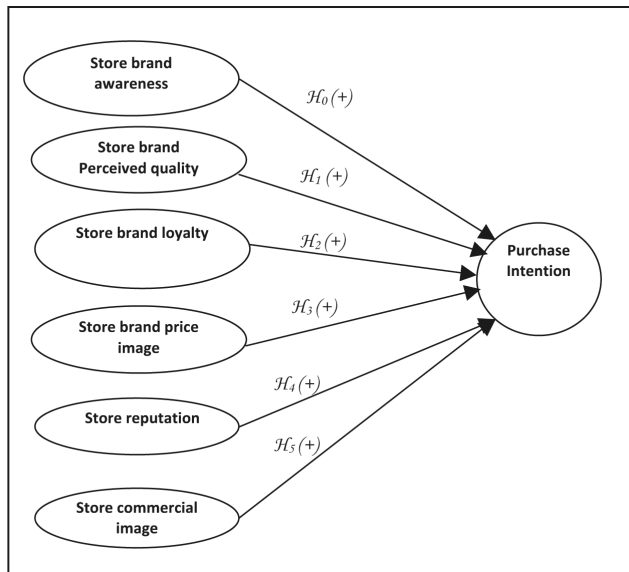 Store brand
awareness
H₀ (+)
Store brand
Perceived quality
H₁ (+)
Store brand loyalty
H₂ (+)
Purchase
Intention
Store brand price
image
H₃ (+)
Store reputation
H₄ (+)
H₅ (+)
Store commercial
image